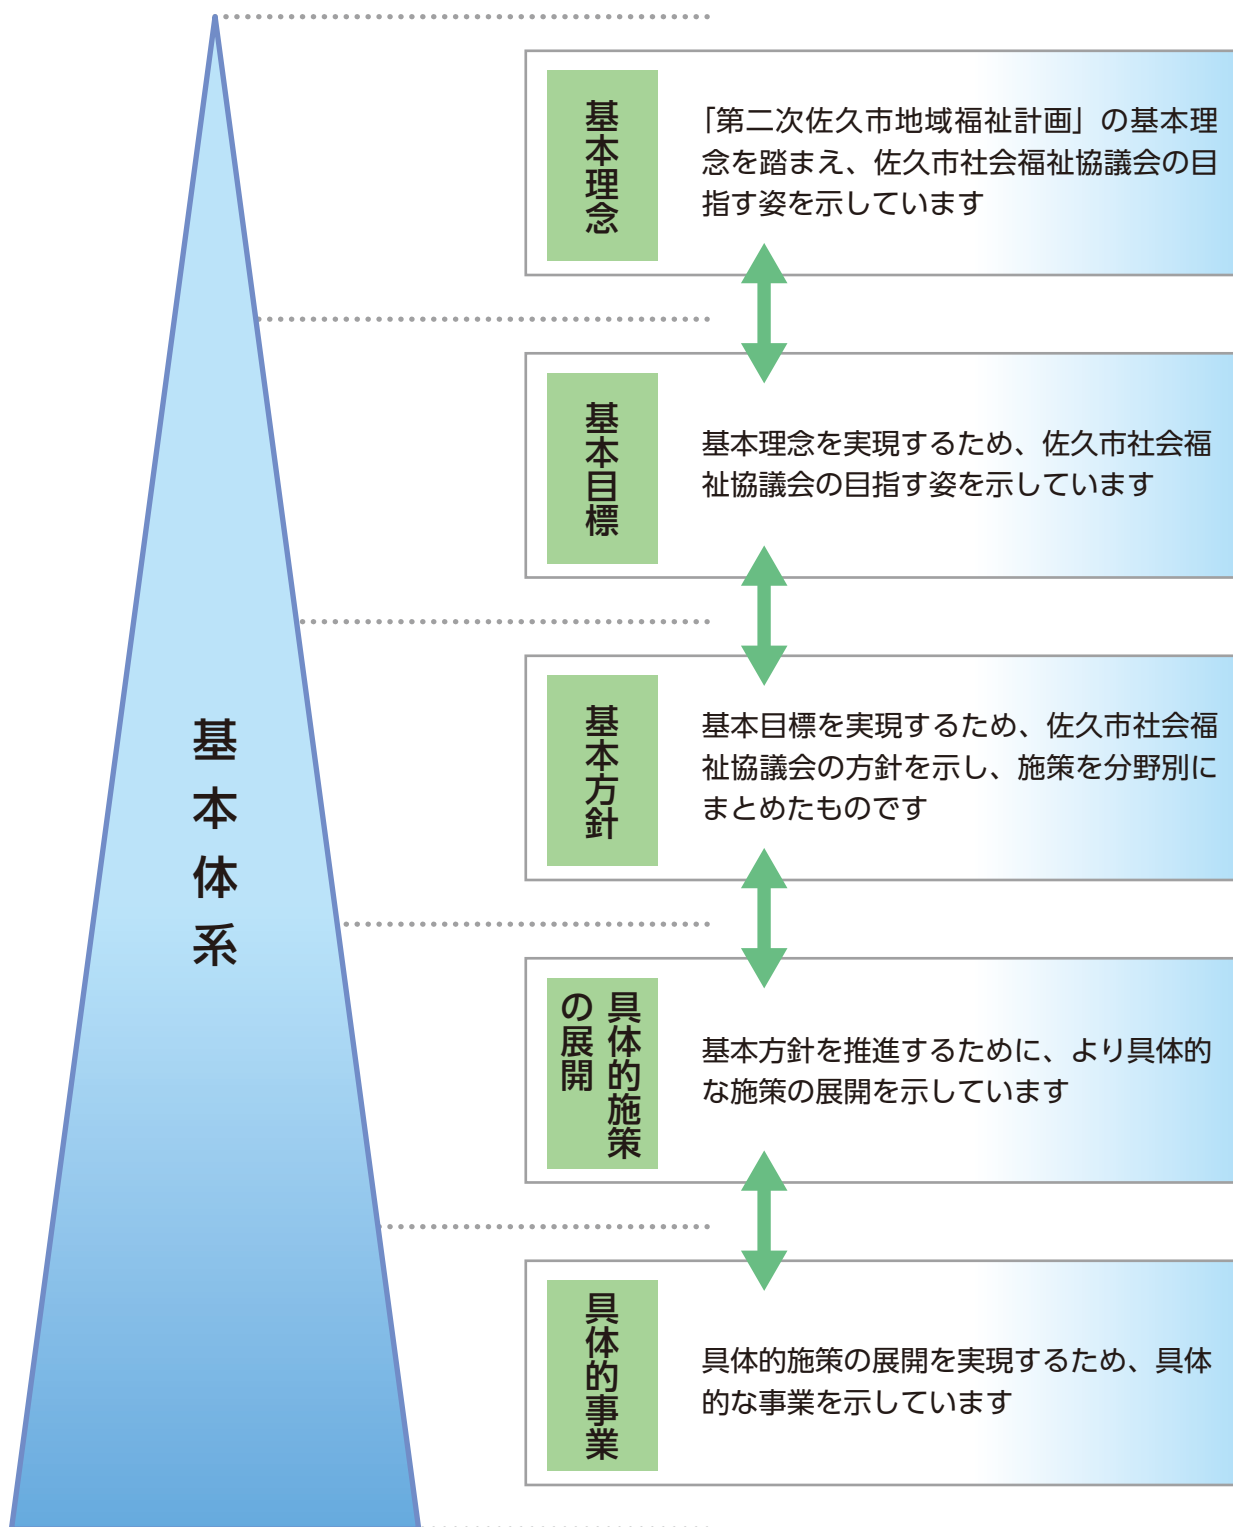 基本体系
基本理念
「第二次佐久市地域福祉計画」の基本理
念を踏まえ、佐久市社会福祉協議会の目
指す姿を示しています
基本目標
基本理念を実現するため、佐久市社会福
祉協議会の目指す姿を示しています
基本方針
基本目標を実現するため、佐久市社会福
祉協議会の方針を示し、施策を分野別に
まとめたものです
具体的施策
の展開
基本方針を推進するために、より具体的
な施策の展開を示しています
具体的事業
具体的施策の展開を実現するため、具体
的な事業を示しています